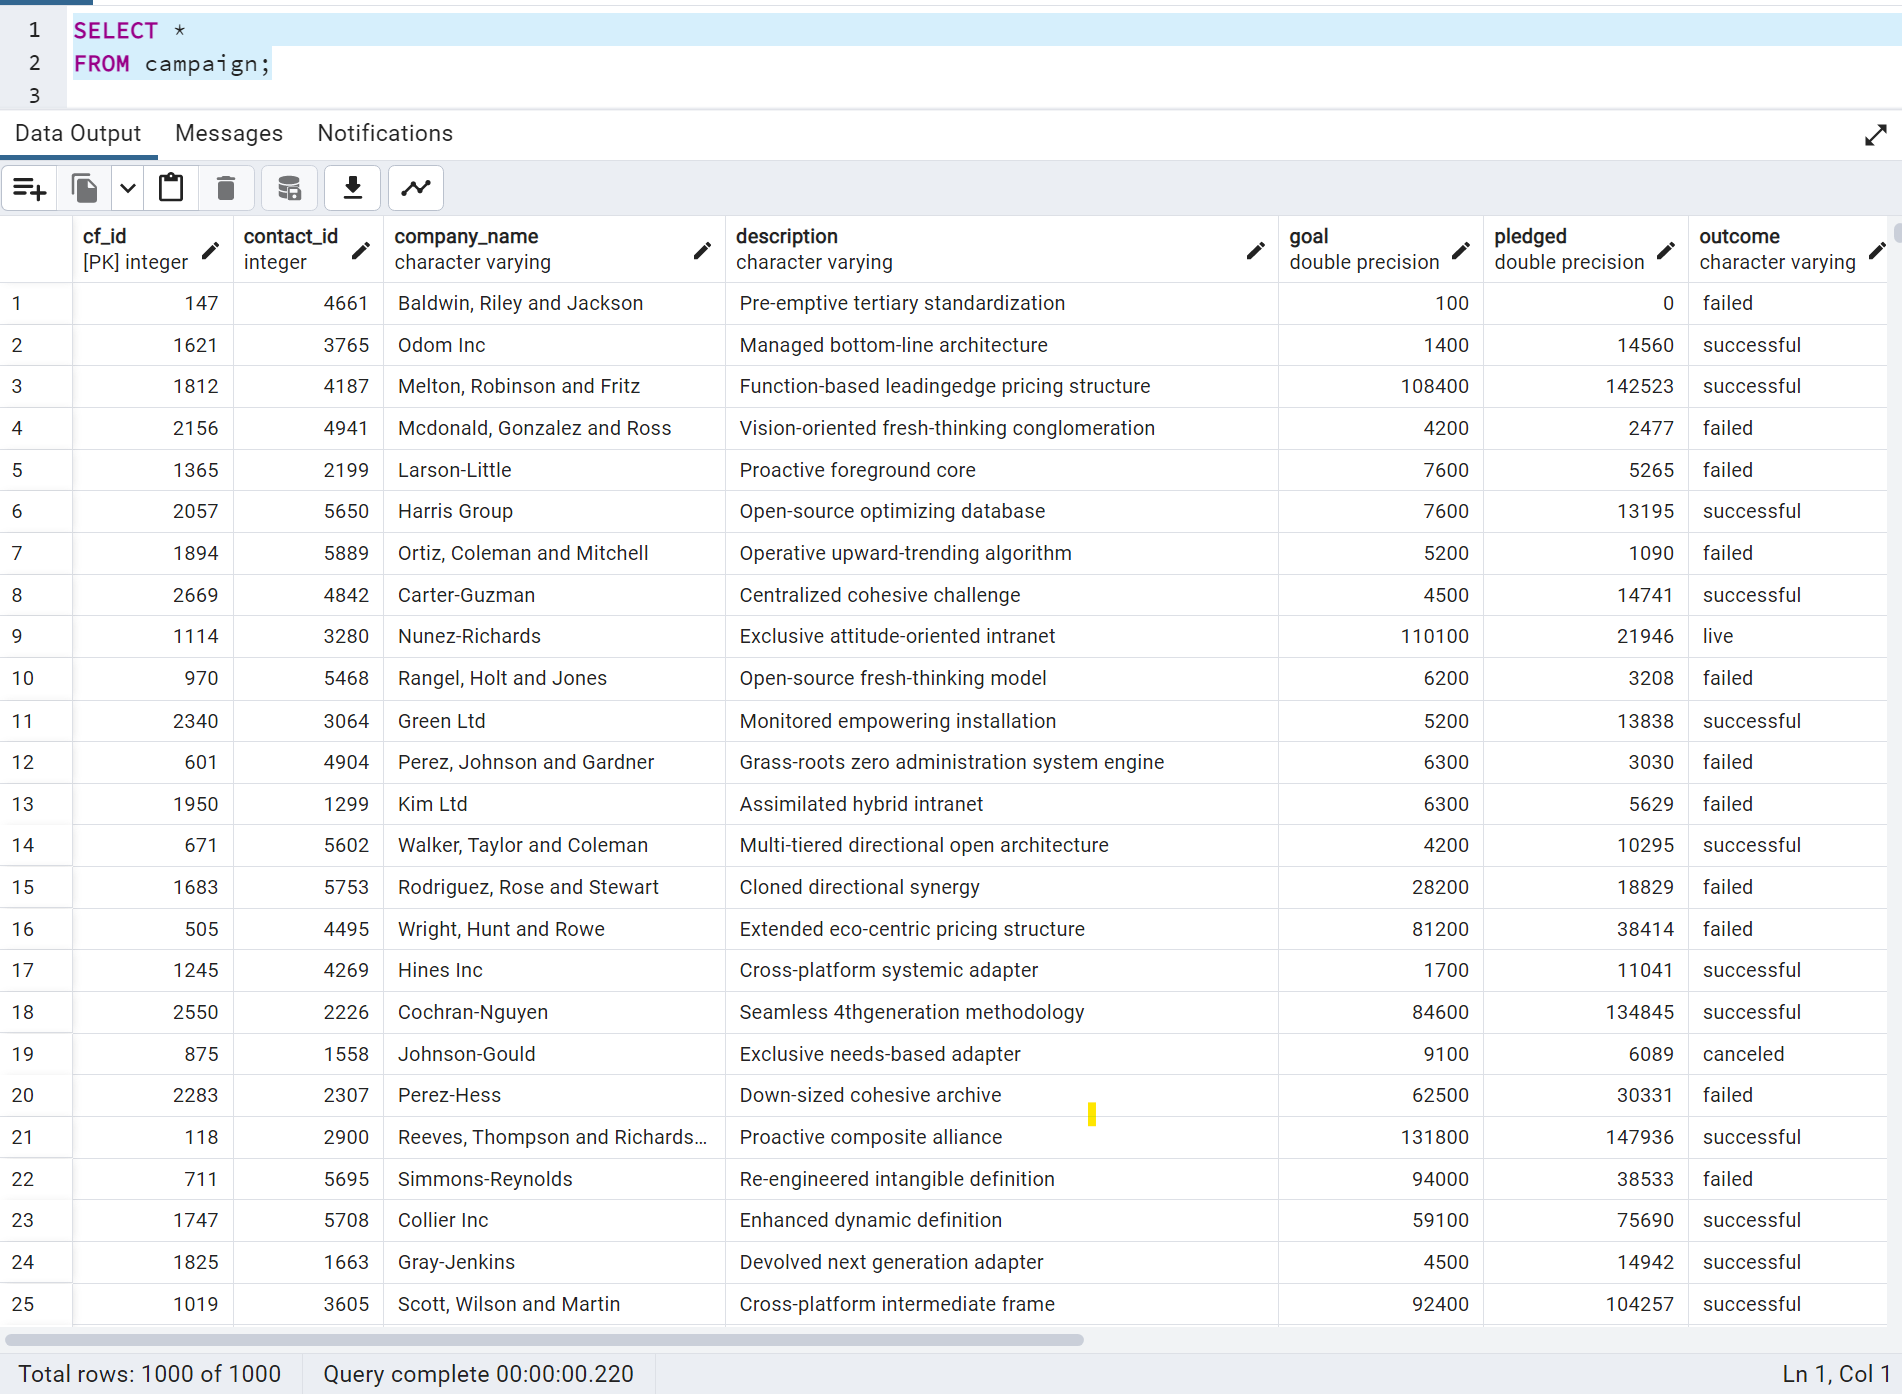 1 SELECT *
2 FROM campaign;
3
Data Output Messages Notifications
cf_id contact_id company_name description goal pledged outcome
[PK] integer integer character varying character varying double precision double precision character varying
1 147 4661 Baldwin, Riley and Jackson Pre-emptive tertiary standardization 100 0 failed
2 1621 3765 Odom Inc Managed bottom-line architecture 1400 14560 successful
3 1812 4187 Melton, Robinson and Fritz Function-based leadingedge pricing structure 108400 142523 successful
4 2156 4941 Mcdonald, Gonzalez and Ross Vision-oriented fresh-thinking conglomeration 4200 2477 failed
5 1365 2199 Larson-Little Proactive foreground core 7600 5265 failed
6 2057 5650 Harris Group Open-source optimizing database 7600 13195 successful
7 1894 5889 Ortiz, Coleman and Mitchell Operative upward-trending algorithm 5200 1090 failed
8 2669 4842 Carter-Guzman Centralized cohesive challenge 4500 14741 successful
9 1114 3280 Nunez-Richards Exclusive attitude-oriented intranet 110100 21946 live
10 970 5468 Rangel, Holt and Jones Open-source fresh-thinking model 6200 3208 failed
11 2340 3064 Green Ltd Monitored empowering installation 5200 13838 successful
12 601 4904 Perez, Johnson and Gardner Grass-roots zero administration system engine 6300 3030 failed
13 1950 1299 Kim Ltd Assimilated hybrid intranet 6300 5629 failed
14 671 5602 Walker, Taylor and Coleman Multi-tiered directional open architecture 4200 10295 successful
15 1683 5753 Rodriguez, Rose and Stewart Cloned directional synergy 28200 18829 failed
16 505 4495 Wright, Hunt and Rowe Extended eco-centric pricing structure 81200 38414 failed
17 1245 4269 Hines Inc Cross-platform systemic adapter 1700 11041 successful
18 2550 2226 Cochran-Nguyen Seamless 4thgeneration methodology 84600 134845 successful
19 875 1558 Johnson-Gould Exclusive needs-based adapter 9100 6089 canceled
20 2283 2307 Perez-Hess Down-sized cohesive archive 62500 30331 failed
21 118 2900 Reeves, Thompson and Richards... Proactive composite alliance 131800 147936 successful
22 711 5695 Simmons-Reynolds Re-engineered intangible definition 94000 38533 failed
23 1747 5708 Collier Inc Enhanced dynamic definition 59100 75690 successful
24 1825 1663 Gray-Jenkins Devolved next generation adapter 4500 14942 successful
25 1019 3605 Scott, Wilson and Martin Cross-platform intermediate frame 92400 104257 successful
Total rows: 1000 of 1000 Query complete 00:00:00.220 Ln 1, Col 1